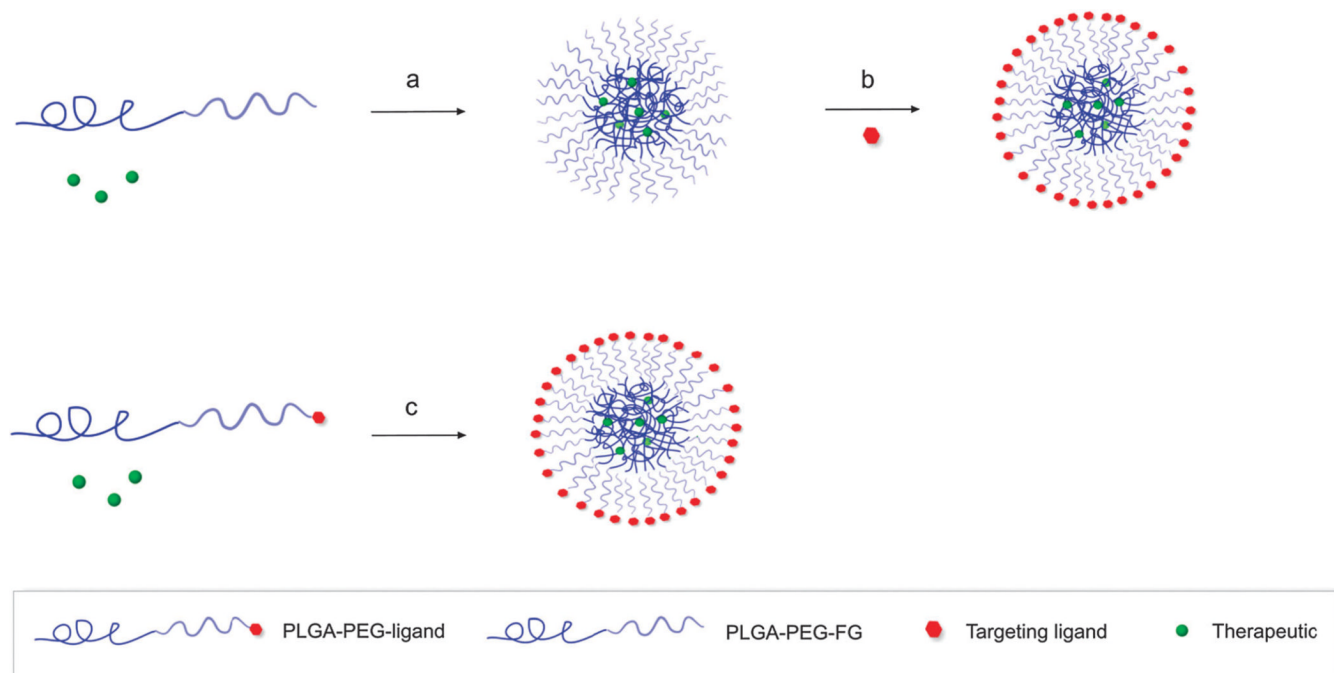 a
b
c
PLGA-PEG-ligand
PLGA-PEG-FG
Targeting ligand
Therapeutic